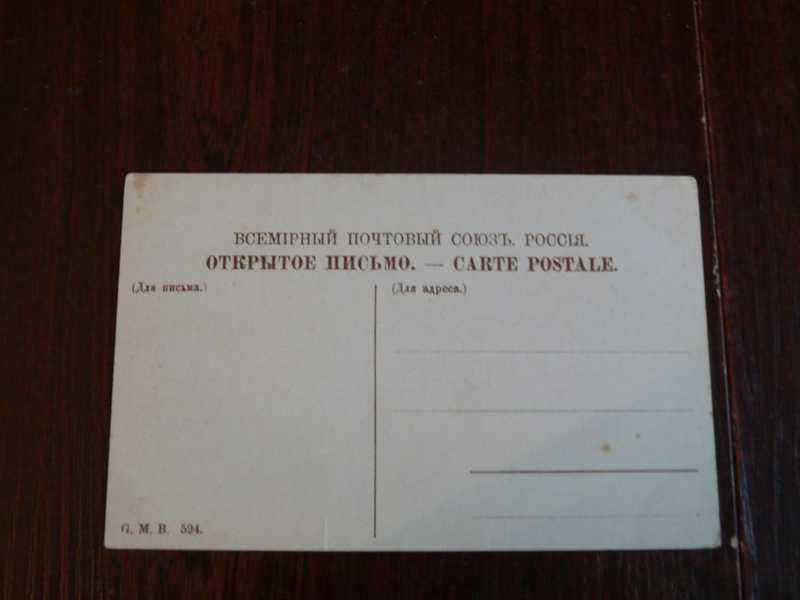 ВСЕМІРНЫЙ ПОЧТОВЫЙ СОЮЗЪ. РОССІЯ.
ОТКРЫТОЕ ПИСЬМО. — CARTE POSTALE.
(Для письма.)
(Для адреса.)
G. M. B. 524.